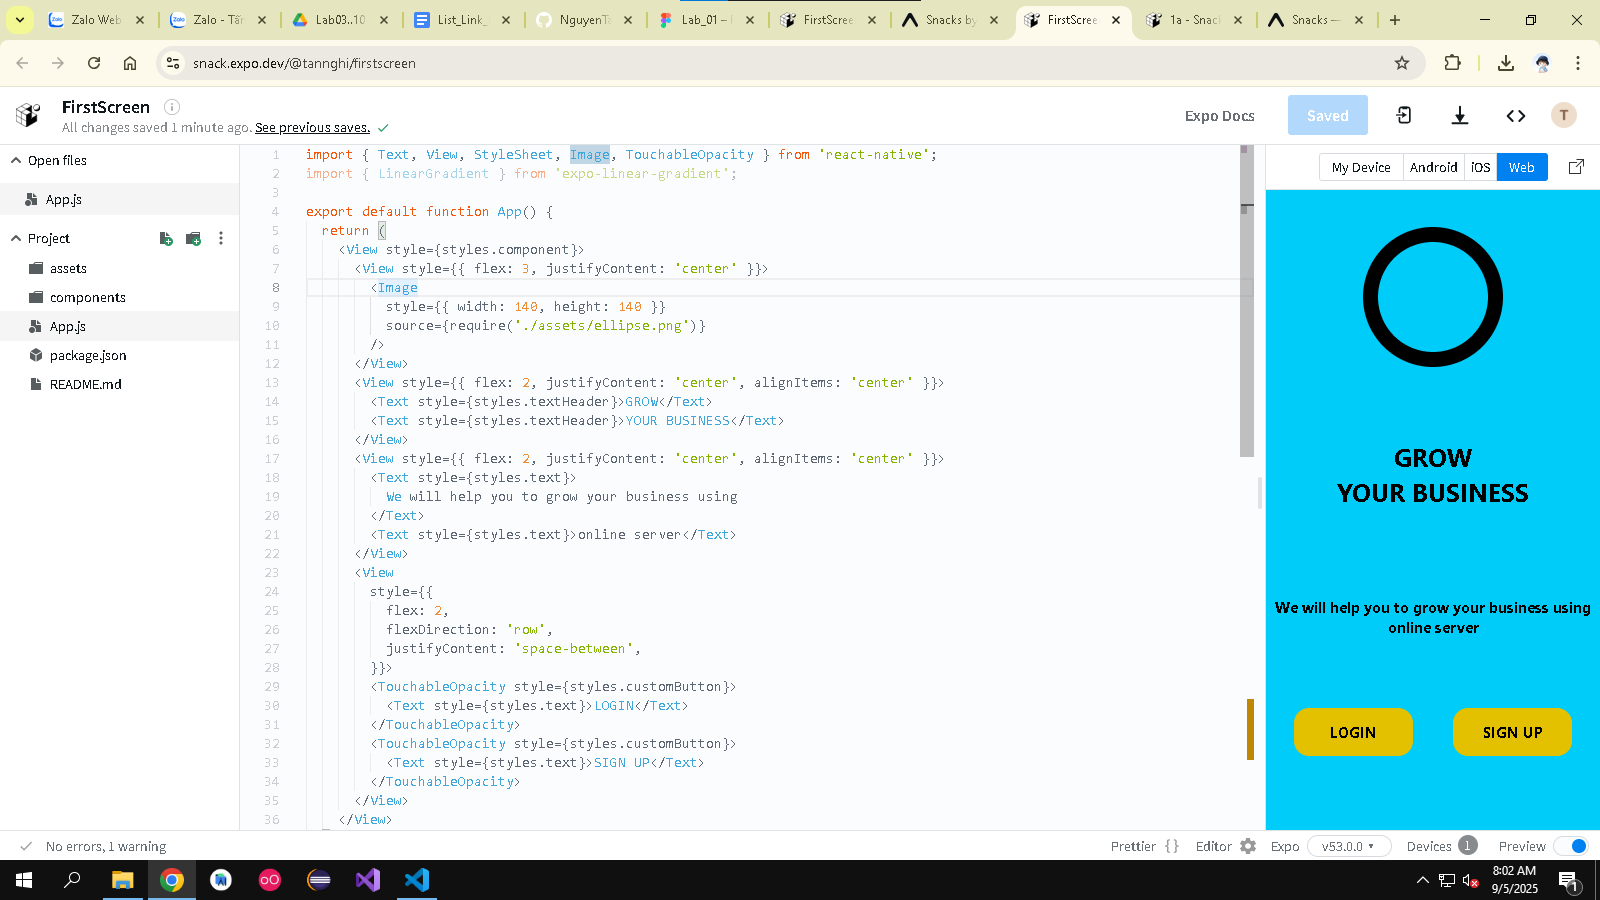 Zalo Web
Zalo - Tấn
Lab03..10
List_Link_
NguyenTa
Lab_01 –
FirstScree
Snacks by
FirstScree
1a - Snac
Snacks —
snack.expo.dev/@tannghi/firstscreen
FirstScreen
All changes saved 1 minute ago. See previous saves.
Expo Docs
Saved
T
Open files
App.js
Project
assets
components
App.js
package.json
README.md
1 import { Text, View, StyleSheet, Image, TouchableOpacity } from 'react-native';
2 import { LinearGradient } from 'expo-linear-gradient';
3
4 export default function App() {
5 return (
6 <View style={styles.component}>
7 <View style={{ flex: 3, justifyContent: 'center' }}>
8 <Image
9 style={{ width: 140, height: 140 }}
10 source={require('./assets/ellipse.png')}
11 />
12 </View>
13 <View style={{ flex: 2, justifyContent: 'center', alignItems: 'center' }}>
14 <Text style={styles.textHeader}>GROW</Text>
15 <Text style={styles.textHeader}>YOUR BUSINESS</Text>
16 </View>
17 <View style={{ flex: 2, justifyContent: 'center', alignItems: 'center' }}>
18 <Text style={styles.text}>
19 We will help you to grow your business using
20 </Text>
21 <Text style={styles.text}>online server</Text>
22 </View>
23 <View
24 style={{
25 flex: 2,
26 flexDirection: 'row',
27 justifyContent: 'space-between',
28 }}>
29 <TouchableOpacity style={styles.customButton}>
30 <Text style={styles.text}>LOGIN</Text>
31 </TouchableOpacity>
32 <TouchableOpacity style={styles.customButton}>
33 <Text style={styles.text}>SIGN UP</Text>
34 </TouchableOpacity>
35 </View>
36 </View>
My Device
Android
iOS
Web
GROW
YOUR BUSINESS
We will help you to grow your business using
online server
LOGIN
SIGN UP
No errors, 1 warning
Prettier { }
Editor
Expo
v53.0.0
Devices 1
Preview
8:02 AM
9/5/2025
1